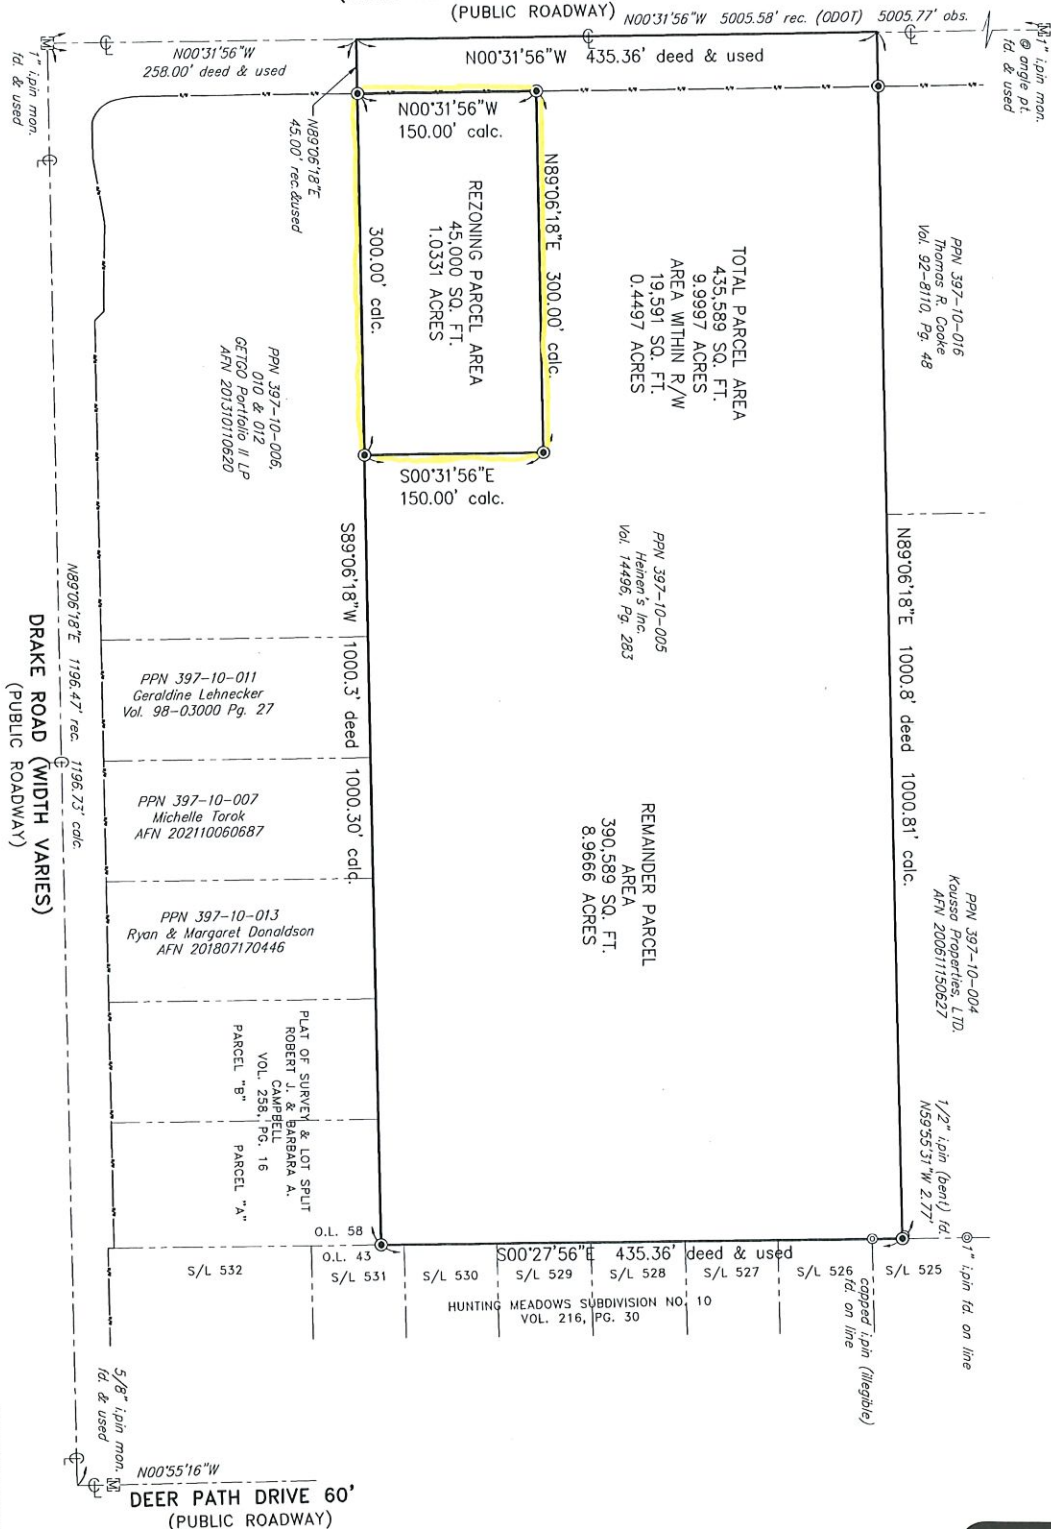 (PUBLIC ROADWAY)
N00°31'56"W 5005.58' rec. (ODOT) 5005.77' obs.
1" i.pin mon.
fd. & used
N00°31'56"W
258.00' deed & used
N00°31'56"W 435.36' deed & used
1" i.pin mon.
@ angle pt.
fd. & used
N89°06'18"E
45.00' rec.&used
N00°31'56"W
150.00' calc.
N89°06'18"E 300.00' calc.
REZONING PARCEL AREA
45,000 SQ. FT.
1.0331 ACRES
300.00' calc.
S00°31'56"E
150.00' calc.
TOTAL PARCEL AREA
435,589 SQ. FT.
9.9997 ACRES
AREA WITHIN R/W
19,591 SQ. FT.
0.4497 ACRES
PPN 397-10-016
Thomas R. Cooke
Vol. 92-8110, Pg. 48
PPN 397-10-006,
010 & 012
GETGO Portfolio II LP
AFN 201310110620
PPN 397-10-005
Heinen's Inc.
Vol. 14496, Pg. 283
S89°06'18"W 1000.3' deed 1000.30' calc.
N89°06'18"E 1000.8' deed 1000.81' calc.
N89°06'18"E 1196.47' rec. 1196.73' calc.
DRAKE ROAD (WIDTH VARIES)
(PUBLIC ROADWAY)
PPN 397-10-011
Geraldine Lehnecker
Vol. 98-03000 Pg. 27
PPN 397-10-007
Michelle Torok
AFN 202110060687
PPN 397-10-013
Ryan & Margaret Donaldson
AFN 201807170446
REMAINDER PARCEL
AREA
390,589 SQ. FT.
8.9666 ACRES
PPN 397-10-004
Koussa Properties, LTD.
AFN 200611150627
PLAT OF SURVEY & LOT SPLIT
ROBERT J. & BARBARA A.
CAMPBELL
VOL. 258, PG. 16
PARCEL "B" PARCEL "A"
1/2" i.pin (bent) fd.
N59°55'31"W 2.77'
1" i.pin fd. on line
O.L. 58
O.L. 43
S00°27'56"E 435.36' deed & used
S/L 532
S/L 531
S/L 530
S/L 529
S/L 528
S/L 527
S/L 526
S/L 525
HUNTING MEADOWS SUBDIVISION NO. 10
VOL. 216, PG. 30
capped i.pin (illegible)
fd. on line
5/8" i.pin mon.
fd. & used
N00°55'16"W
DEER PATH DRIVE 60'
(PUBLIC ROADWAY)